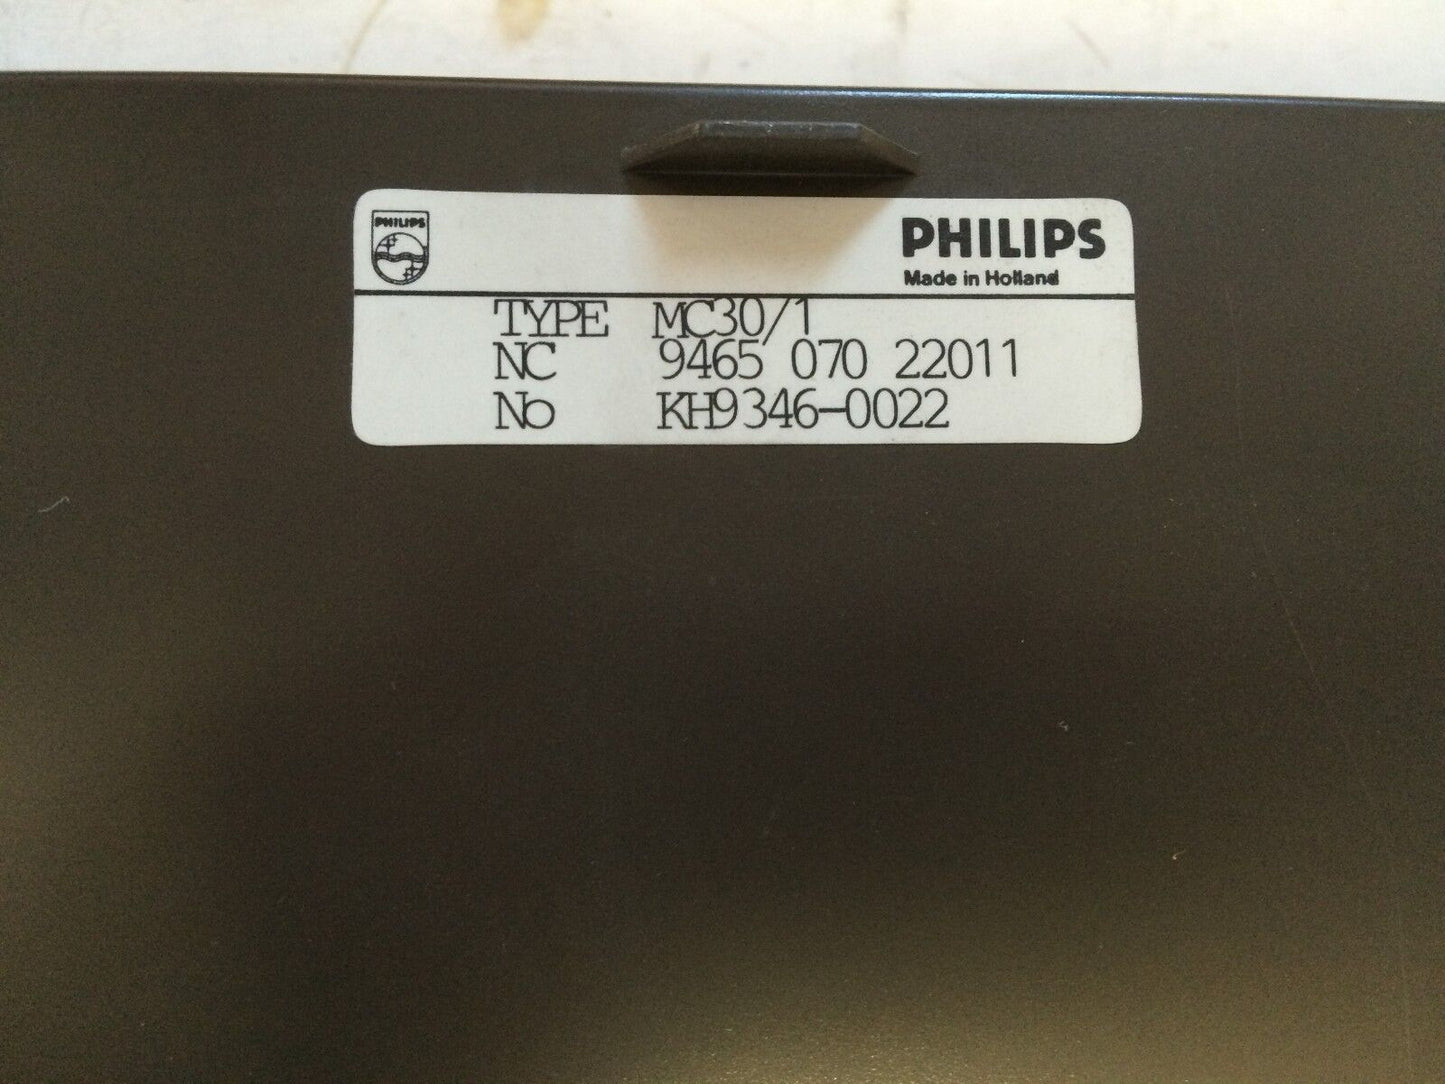 PHILIPS
PHILIPS
Made in Holland
TYPE MC30/1
NC 9465 070 22011
No KH9346-0022